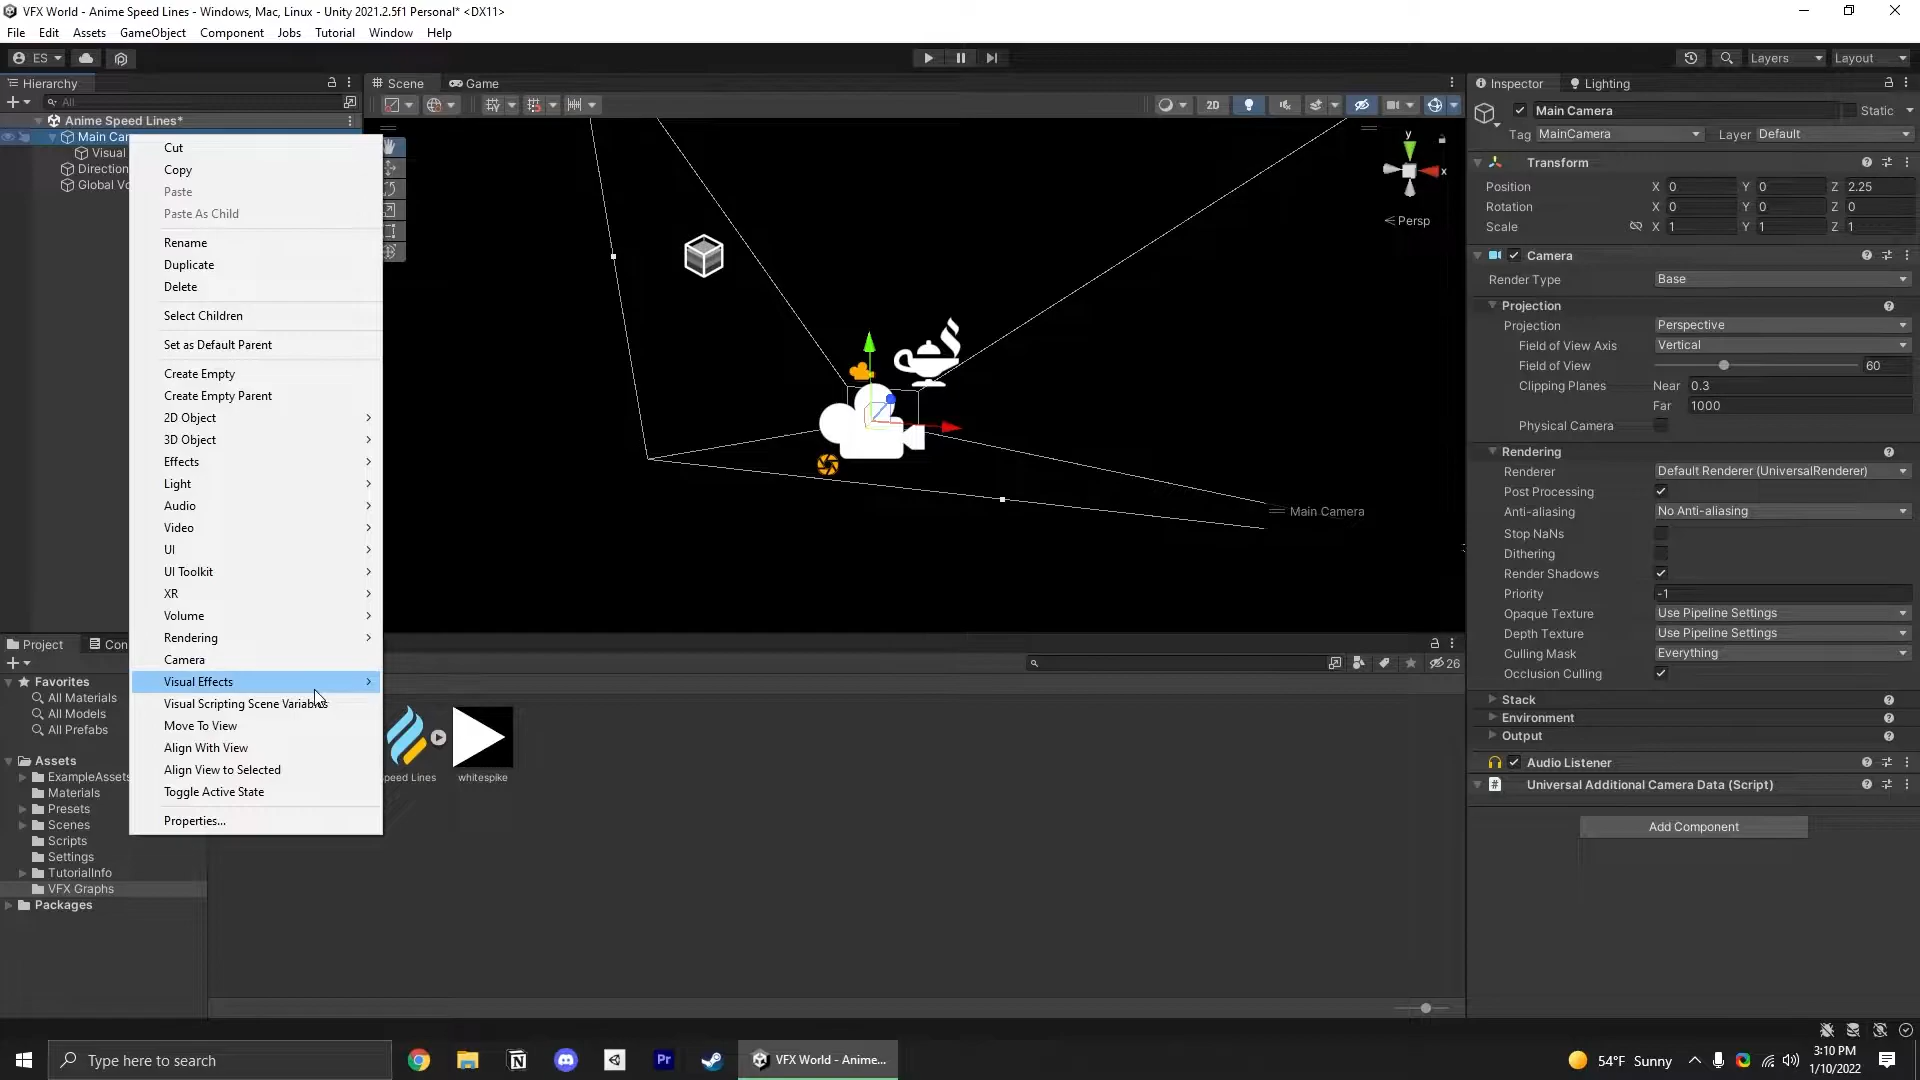 VFX World - Anime Speed Lines - Windows, Mac, Linux - Unity 2021.2.5f1 Personal* <DX11>
File Edit Assets GameObject Component Jobs Tutorial Window Help
ES
Layers
Layout
Hierarchy
All
Anime Speed Lines*
Main Ca
Visual
Direction
Global Vo
Cut
Copy
Paste
Paste As Child
Rename
Duplicate
Delete
Select Children
Set as Default Parent
Create Empty
Create Empty Parent
2D Object
3D Object
Effects
Light
Audio
Video
UI
UI Toolkit
XR
Volume
Rendering
Camera
Visual Effects
Visual Scripting Scene Variables
Move To View
Align With View
Align View to Selected
Toggle Active State
Properties...
Scene
Game
2D
y
x
Persp
Main Camera
Project
Con
26
Favorites
All Materials
All Models
All Prefabs
Assets
ExampleAssets
Materials
Presets
Scenes
Scripts
Settings
TutorialInfo
VFX Graphs
Packages
peed Lines
whitespike
Inspector
Lighting
Main Camera
Static
Tag MainCamera
Layer Default
Transform
Position X 0 Y 0 Z 2.25
Rotation X 0 Y 0 Z 0
Scale X 1 Y 1 Z 1
Camera
Render Type Base
Projection
Projection Perspective
Field of View Axis Vertical
Field of View 60
Clipping Planes Near 0.3
Far 1000
Physical Camera
Rendering
Renderer Default Renderer (UniversalRenderer)
Post Processing
Anti-aliasing No Anti-aliasing
Stop NaNs
Dithering
Render Shadows
Priority -1
Opaque Texture Use Pipeline Settings
Depth Texture Use Pipeline Settings
Culling Mask Everything
Occlusion Culling
Stack
Environment
Output
Audio Listener
# Universal Additional Camera Data (Script)
Add Component
Type here to search
Pr
VFX World - Anime...
54°F Sunny
3:10 PM
1/10/2022